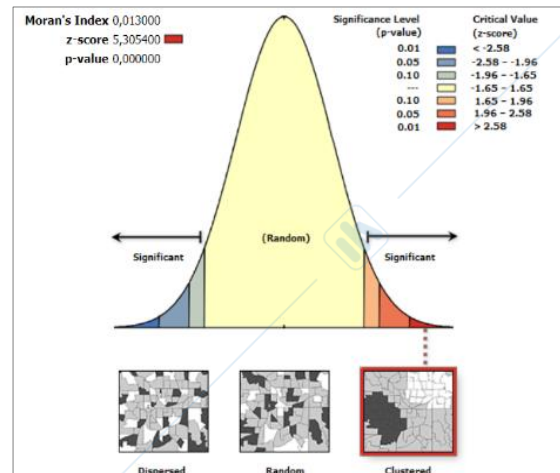 Moran's Index 0,013000
z-score 5,305400
p-value 0,000000
Significance Level
(p-value)
Critical Value
(z-score)
0.01 < -2.58
0.05 -2.58 – -1.96
0.10 -1.96 – -1.65
---- -1.65 – 1.65
0.10 1.65 – 1.96
0.05 1.96 – 2.58
0.01 > 2.58
Significant
(Random)
Significant
Dispersed
Random
Clustered